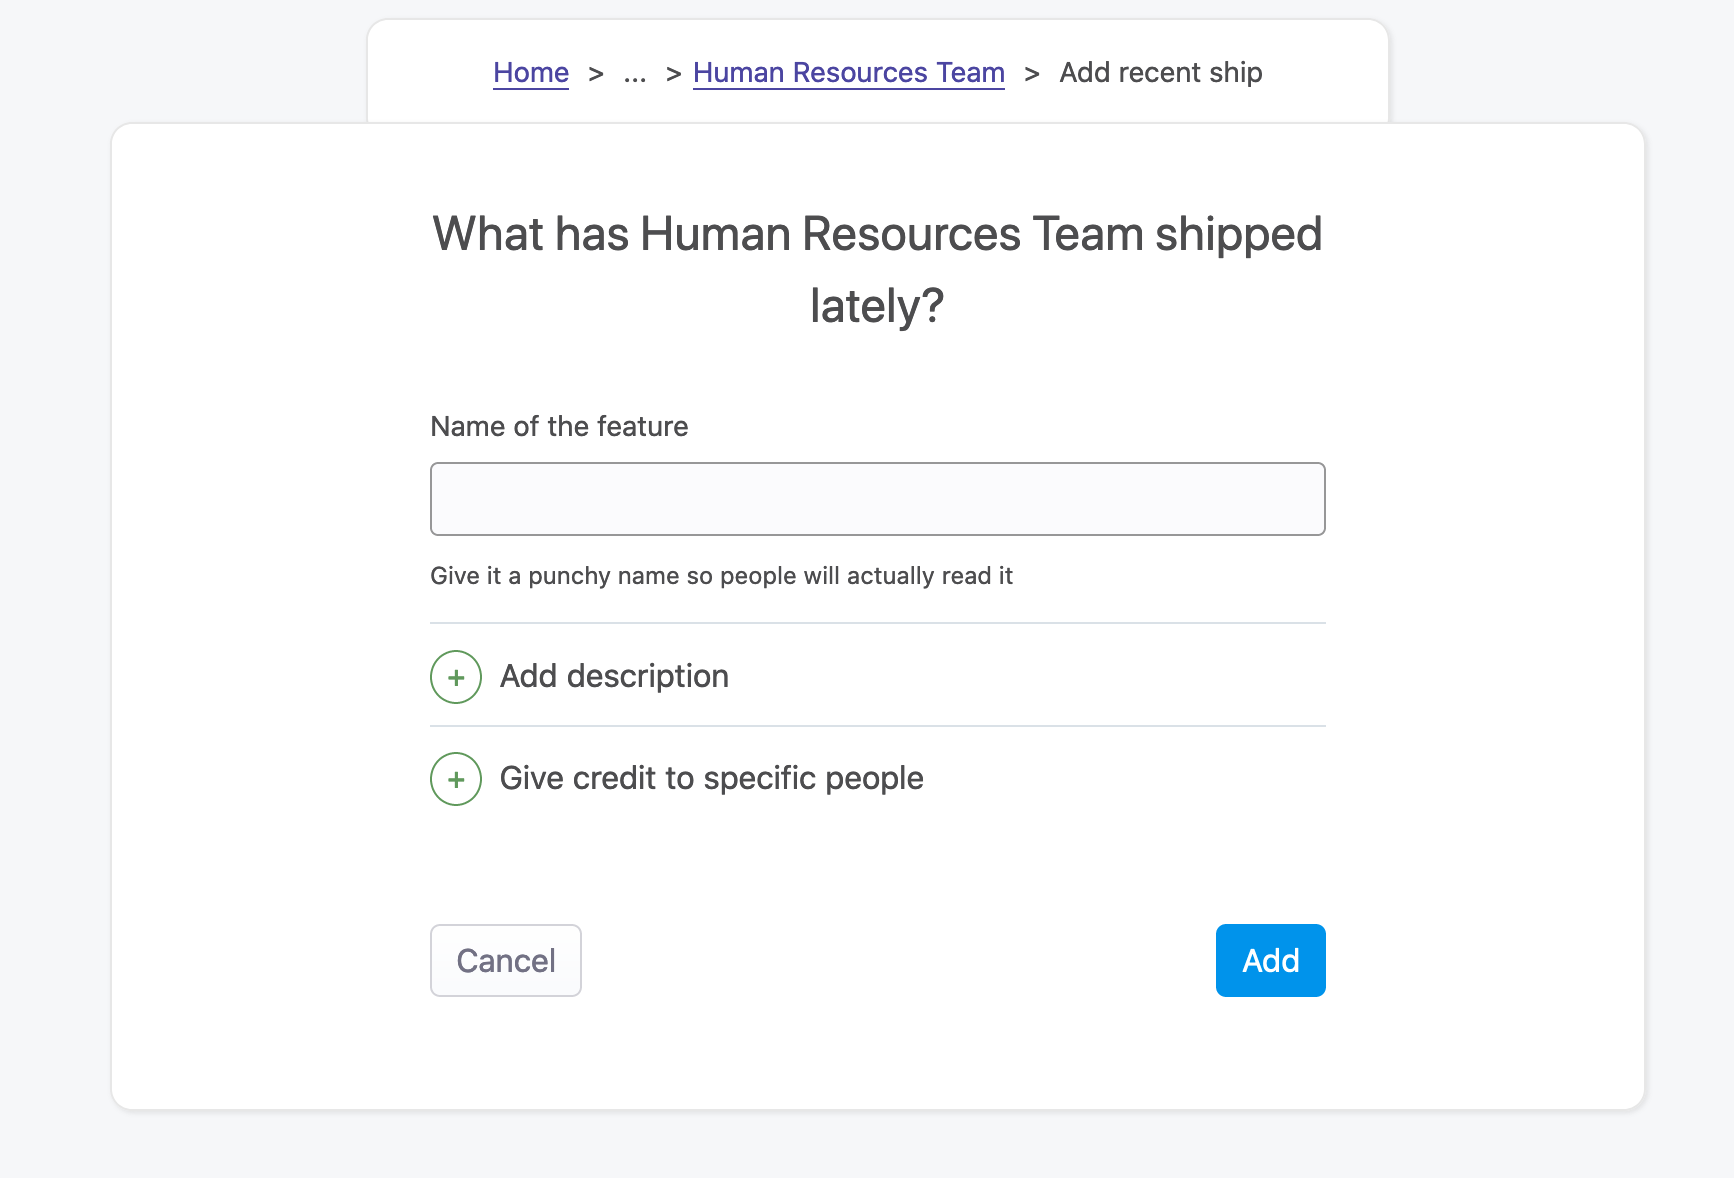 Home > ... > Human Resources Team > Add recent ship
What has Human Resources Team shipped
lately?
Name of the feature
Give it a punchy name so people will actually read it
+ Add description
+ Give credit to specific people
Cancel
Add